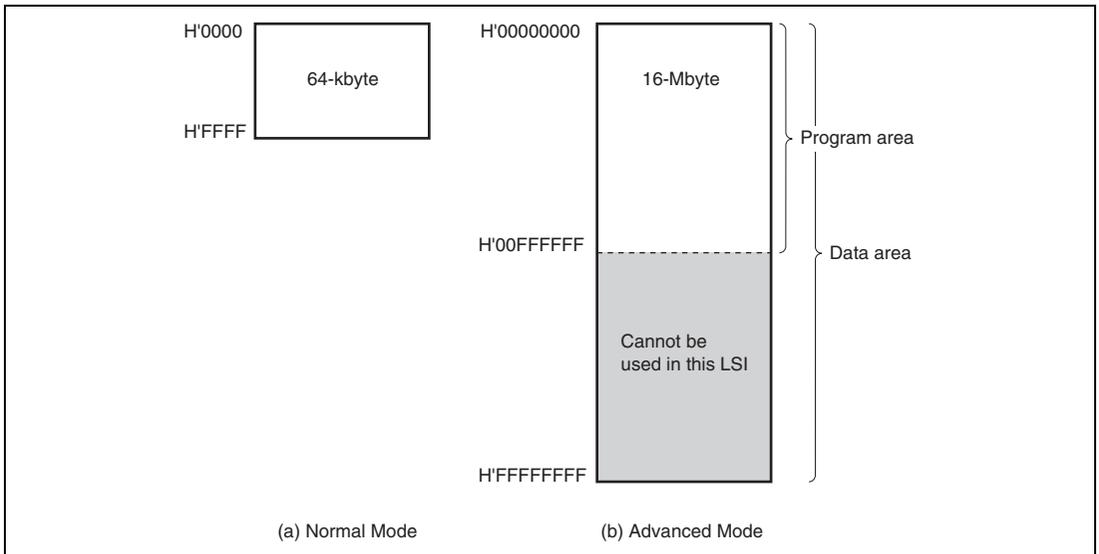 H'0000
64-kbyte
H'FFFF
(a) Normal Mode
H'00000000
16-Mbyte
Program area
H'00FFFFFF
Data area
Cannot be
used in this LSI
H'FFFFFFFF
(b) Advanced Mode